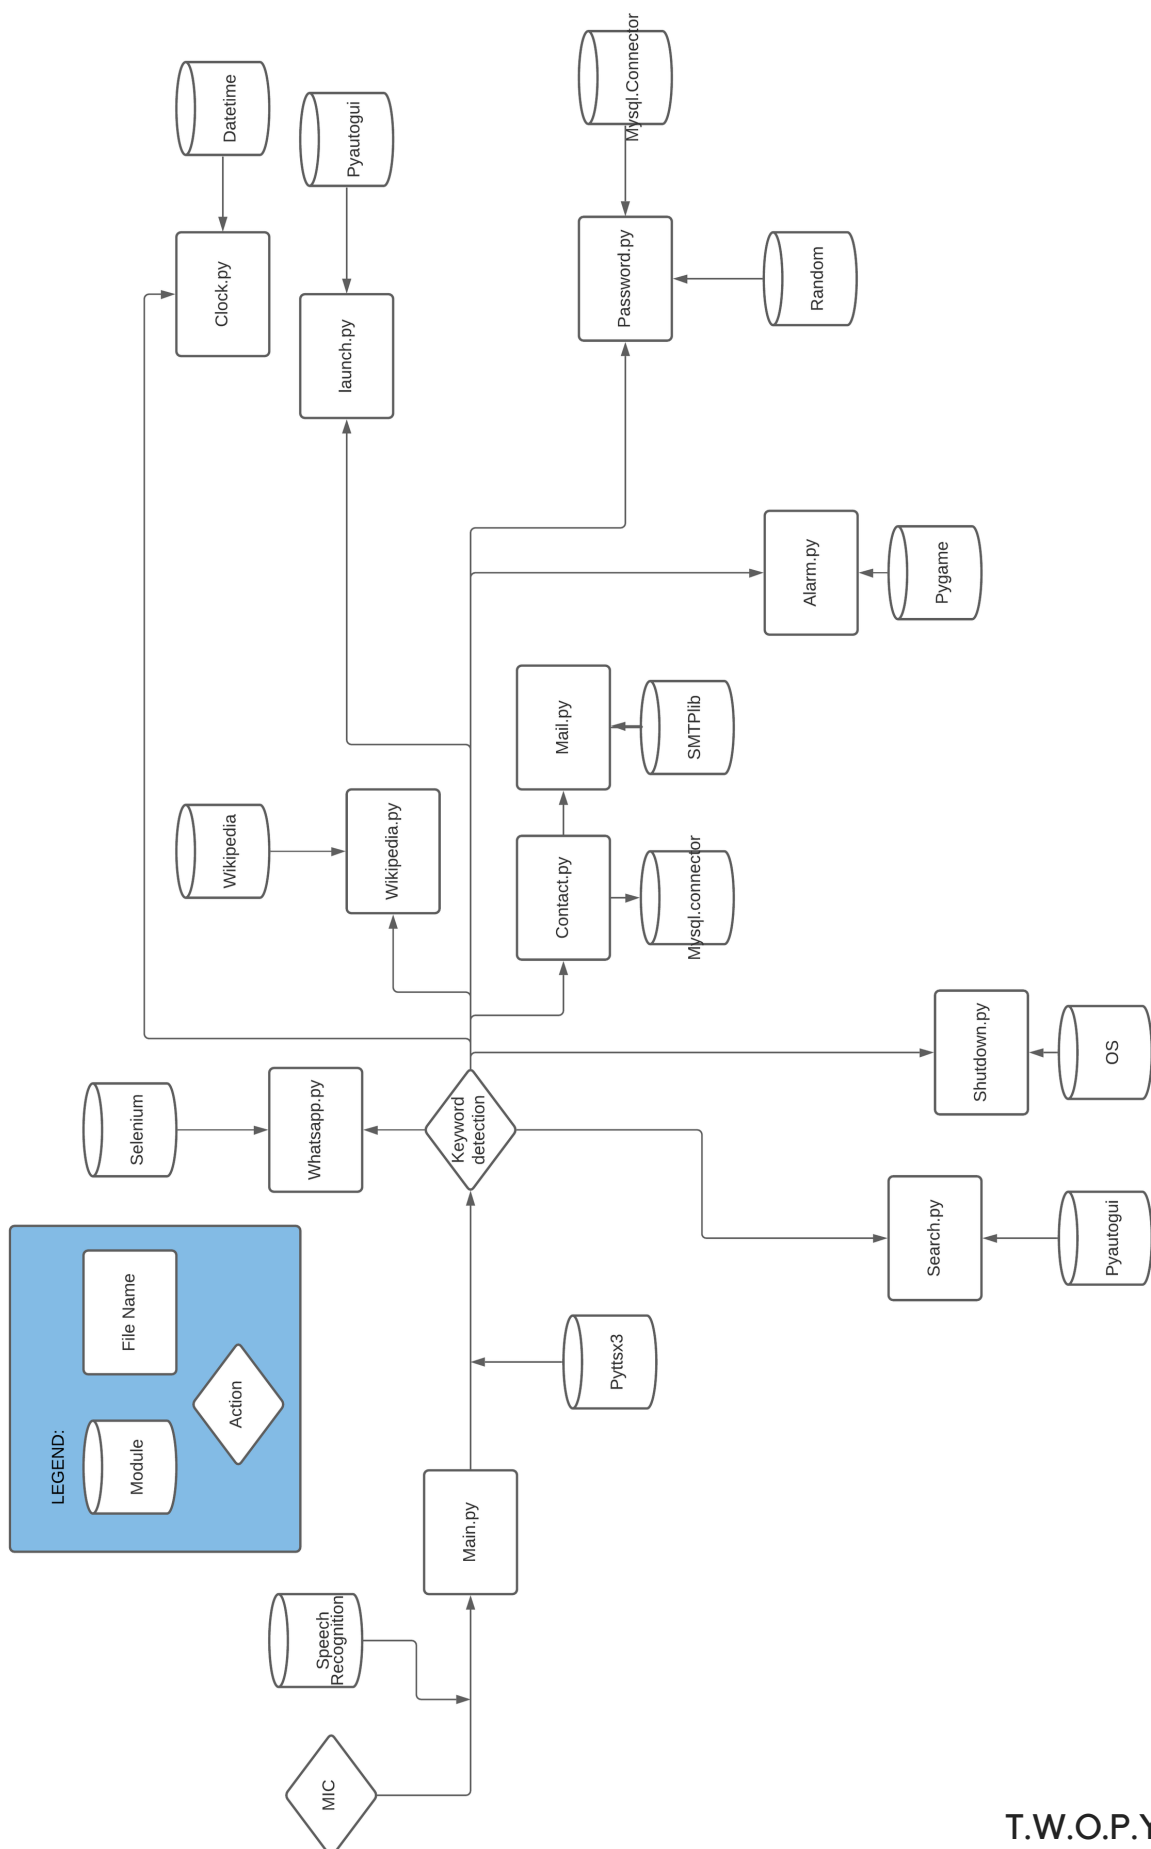 Mysql.Connector
Datetime
Pyautogui
Password.py
Random
Clock.py
launch.py
Alarm.py
Pygame
Mail.py
SMTPlib
Wikipedia
Wikipedia.py
Contact.py
Mysql.connector
Shutdown.py
OS
Selenium
Whatsapp.py
Keyword
detection
Search.py
Pyautogui
LEGEND:
File Name
Module
Action
Pyttsx3
Main.py
Speech
Recognition
MIC
T.W.O.P.Y